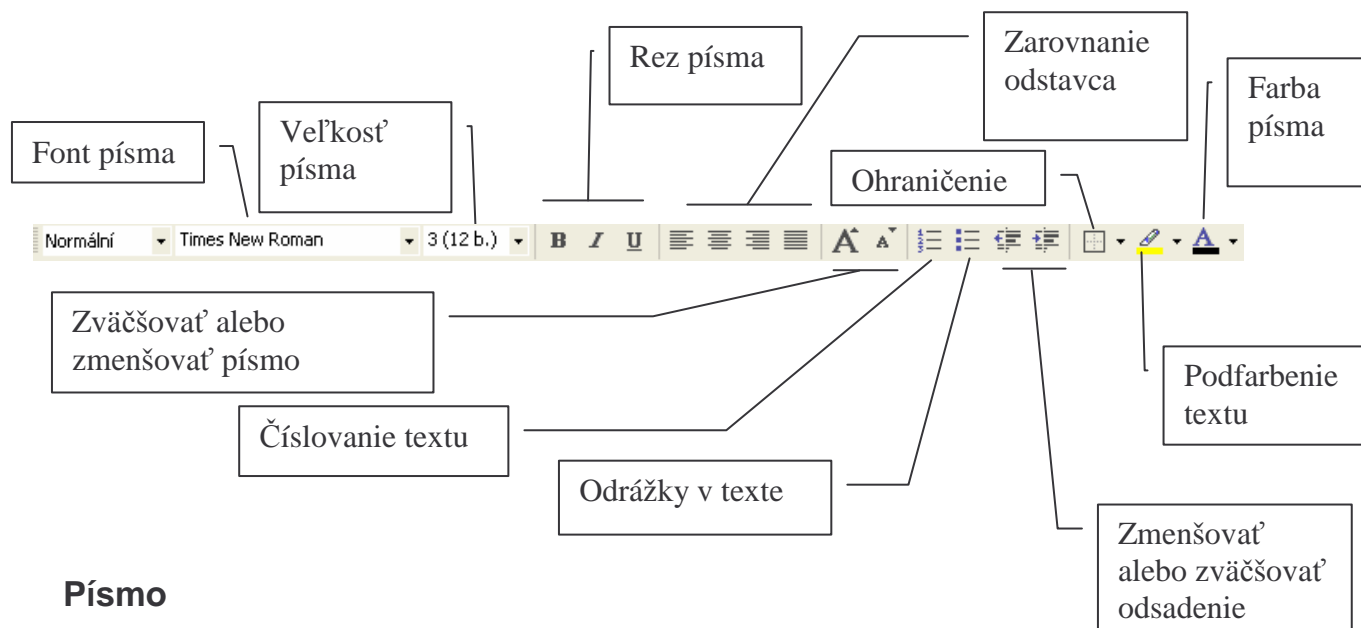 Rez písma
Zarovnanie
odstavca
Farba
písma
Veľkosť
písma
Font písma
Ohraničenie
Normální Times New Roman 3 (12 b.) B I U A A A
Zväčšovať alebo
zmenšovať písmo
Podfarbenie
textu
Číslovanie textu
Odrážky v texte
Zmenšovať
alebo zväčšovať
odsadenie
Písmo